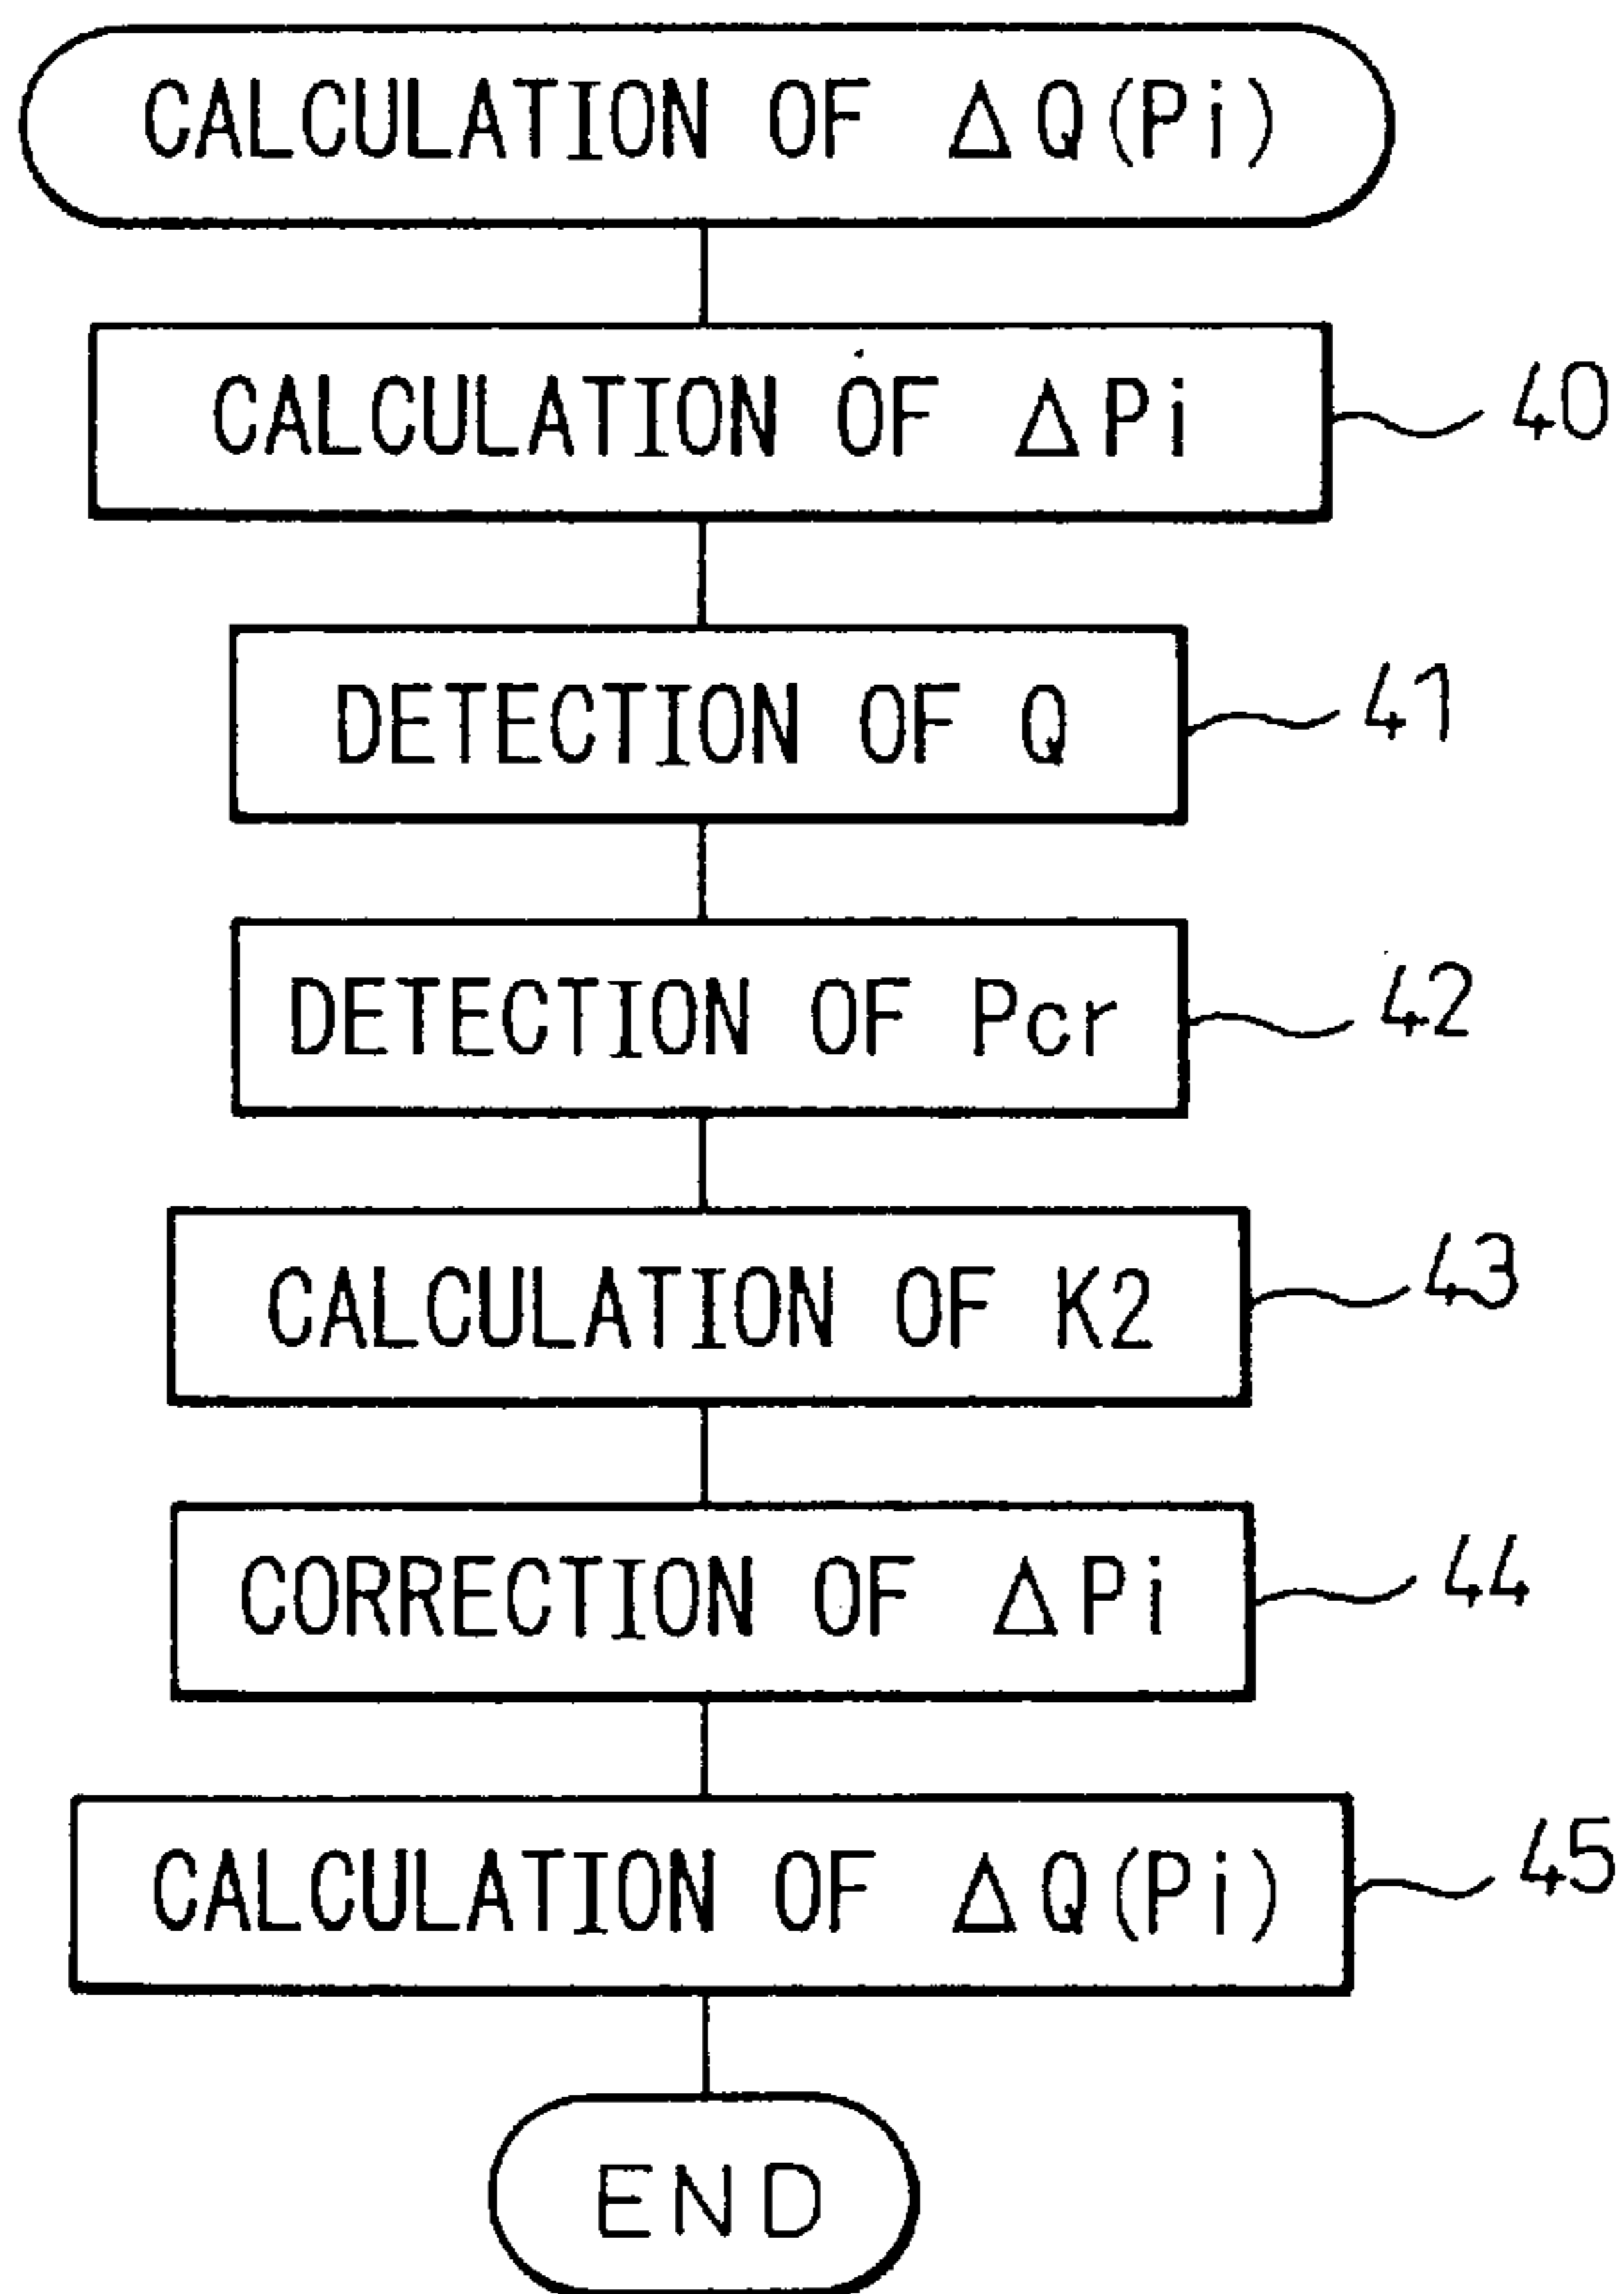 CALCULATION OF ΔQ(Pi)
CALCULATION OF ΔPi
40
DETECTION OF Q
41
DETECTION OF Pcr
42
CALCULATION OF K2
43
CORRECTION OF ΔPi
44
CALCULATION OF ΔQ(Pi)
45
END